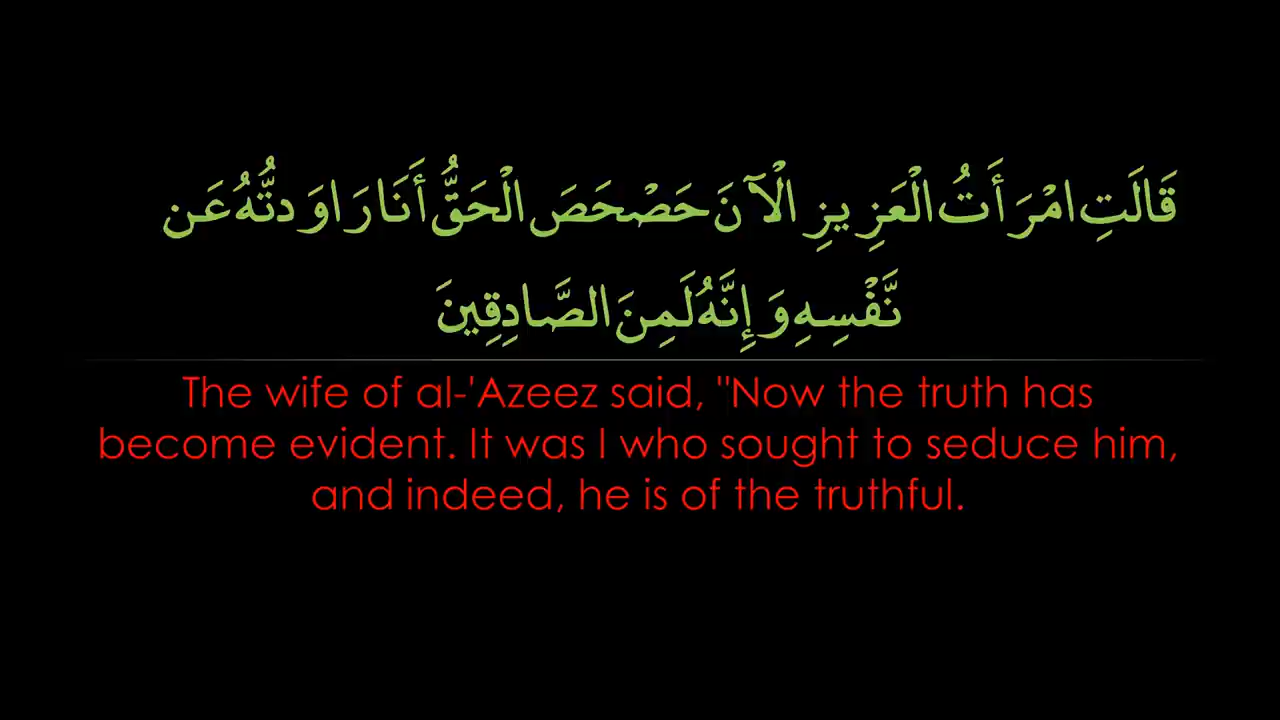 قَالَتِ امْرَأَتُ الْعَزِيزِ الْآنَ حَصْحَصَ الْحَقُّ أَنَا رَاوَدتُّهُ عَن
نَّفْسِهِ وَإِنَّهُ لَمِنَ الصَّادِقِينَ
The wife of al-'Azeez said, "Now the truth has
become evident. It was I who sought to seduce him,
and indeed, he is of the truthful.